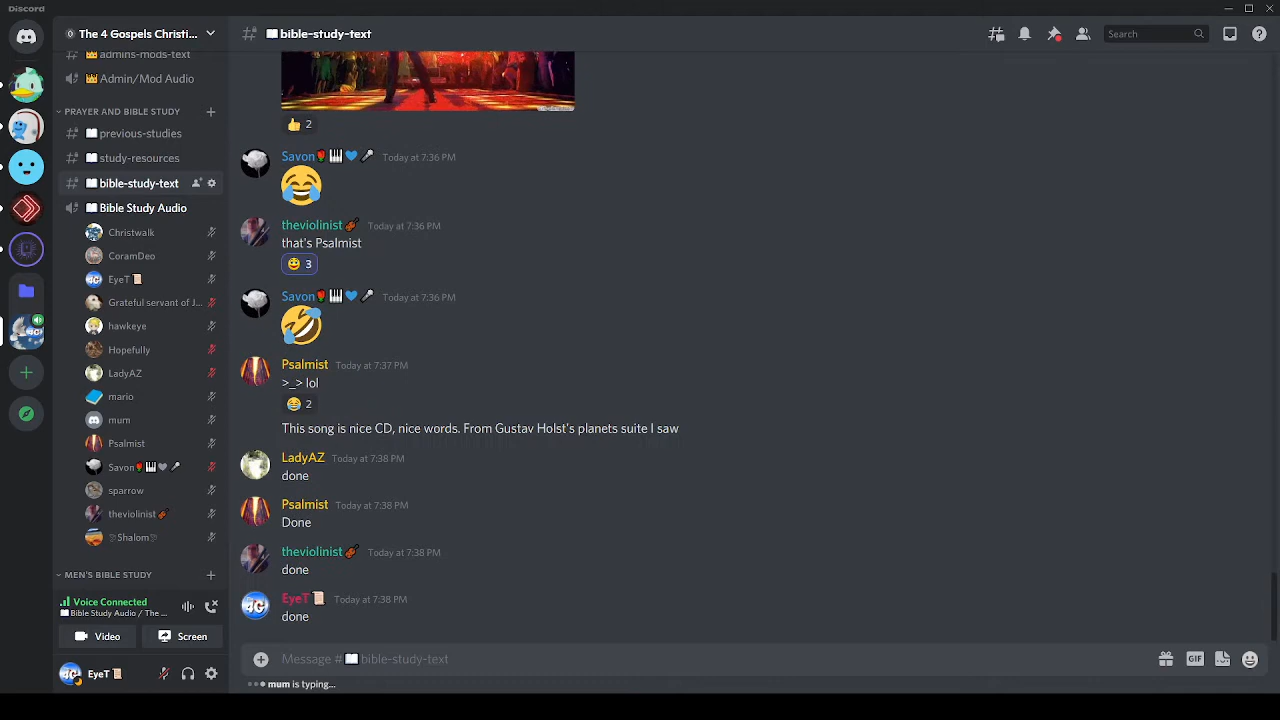 Discord
The 4 Gospels Christi...
bible-study-text
Search
admins-mods-text
Admin/Mod Audio
PRAYER AND BIBLE STUDY
previous-studies
study-resources
bible-study-text
Bible Study Audio
Christwalk
CoramDeo
EyeT
Grateful servant of J...
hawkeye
Hopefully
LadyAZ
mario
mum
Psalmist
Savon
sparrow
theviolinist
Shalom
MEN'S BIBLE STUDY
Voice Connected
Bible Study Audio / The ...
Video
Screen
EyeT
2
Savon Today at 7:36 PM
theviolinist Today at 7:36 PM
that's Psalmist
3
Savon Today at 7:36 PM
Psalmist Today at 7:37 PM
>_> lol
2
This song is nice CD, nice words. From Gustav Holst's planets suite I saw
LadyAZ Today at 7:38 PM
done
Psalmist Today at 7:38 PM
Done
theviolinist Today at 7:38 PM
done
EyeT Today at 7:38 PM
done
Message # bible-study-text
GIF
mum is typing...